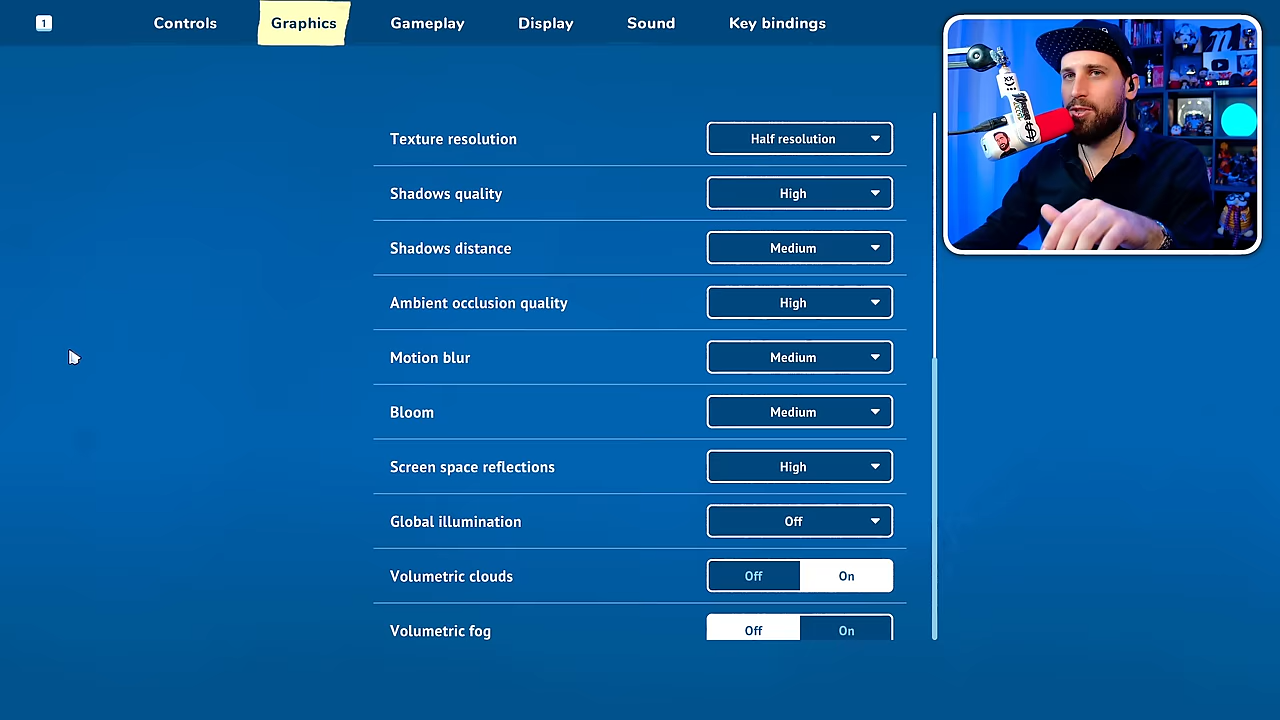 1
Controls
Graphics
Gameplay
Display
Sound
Key bindings
Texture resolution
Half resolution
Shadows quality
High
Shadows distance
Medium
Ambient occlusion quality
High
Motion blur
Medium
Bloom
Medium
Screen space reflections
High
Global illumination
Off
Volumetric clouds
Off
On
Volumetric fog
Off
On